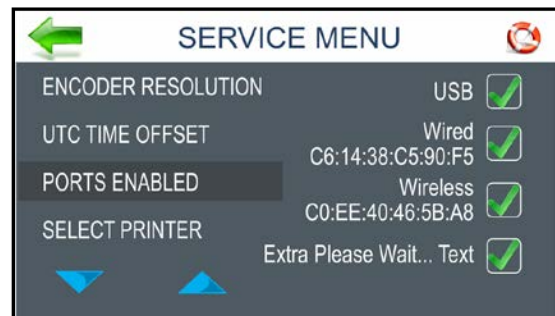 SERVICE MENU
ENCODER RESOLUTION
UTC TIME OFFSET
PORTS ENABLED
SELECT PRINTER
USB
Wired
C6:14:38:C5:90:F5
Wireless
C0:EE:40:46:5B:A8
Extra Please Wait... Text